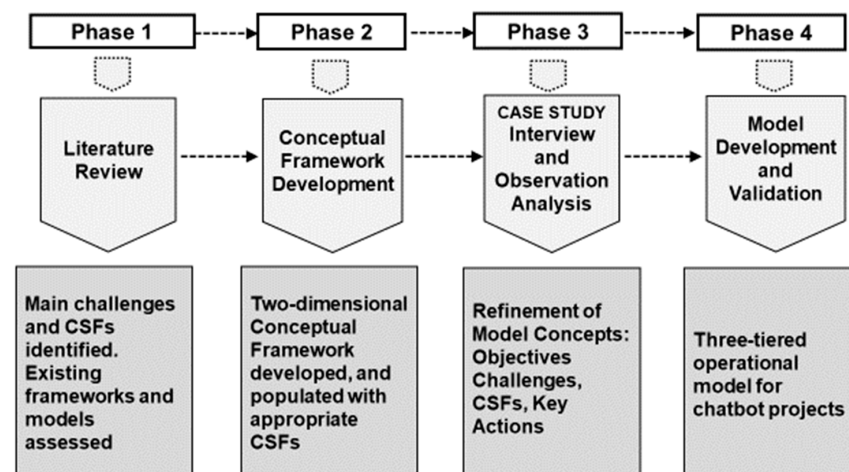 Phase 1
Phase 2
Phase 3
Phase 4
Literature
Review
Conceptual
Framework
Development
CASE STUDY
Interview
and
Observation
Analysis
Model
Development
and
Validation
Main challenges
and CSFs
identified.
Existing
frameworks and
models
assessed
Two-dimensional
Conceptual
Framework
developed, and
populated with
appropriate
CSFs
Refinement of
Model Concepts:
Objectives
Challenges,
CSFs, Key
Actions
Three-tiered
operational
model for
chatbot projects